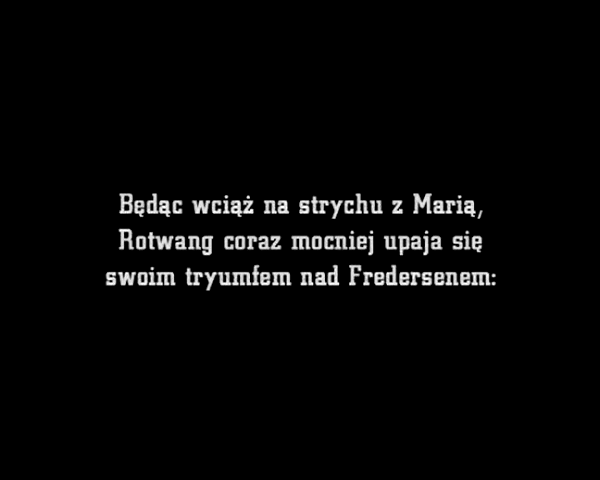 Będąc wciąż na strychu z Marią,
Rotwang coraz mocniej upaja się
swoim tryumfem nad Fredersenem: